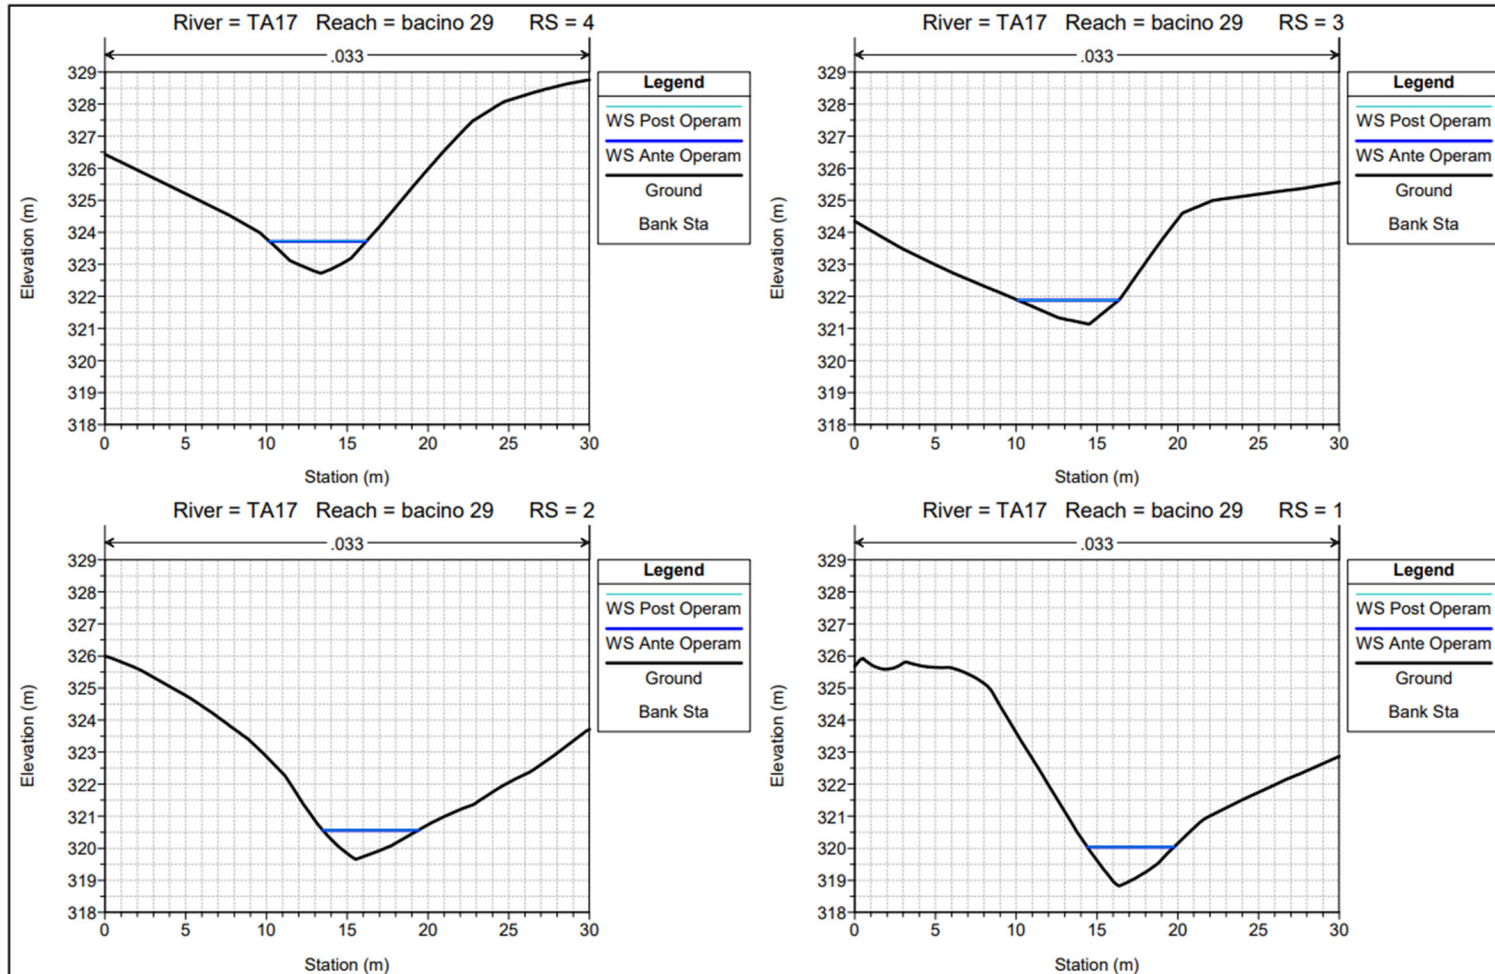 River = TA17 Reach = bacino 29 RS = 4
.033
329
328
327
326
325
324
323
322
321
320
319
318
0 5 10 15 20 25 30
Elevation (m)
Station (m)
Legend
WS Post Operam
WS Ante Operam
Ground
Bank Sta
River = TA17 Reach = bacino 29 RS = 3
.033
329
328
327
326
325
324
323
322
321
320
319
318
0 5 10 15 20 25 30
Elevation (m)
Station (m)
Legend
WS Post Operam
WS Ante Operam
Ground
Bank Sta
River = TA17 Reach = bacino 29 RS = 2
.033
329
328
327
326
325
324
323
322
321
320
319
318
0 5 10 15 20 25 30
Elevation (m)
Station (m)
Legend
WS Post Operam
WS Ante Operam
Ground
Bank Sta
River = TA17 Reach = bacino 29 RS = 1
.033
329
328
327
326
325
324
323
322
321
320
319
318
0 5 10 15 20 25 30
Elevation (m)
Station (m)
Legend
WS Post Operam
WS Ante Operam
Ground
Bank Sta